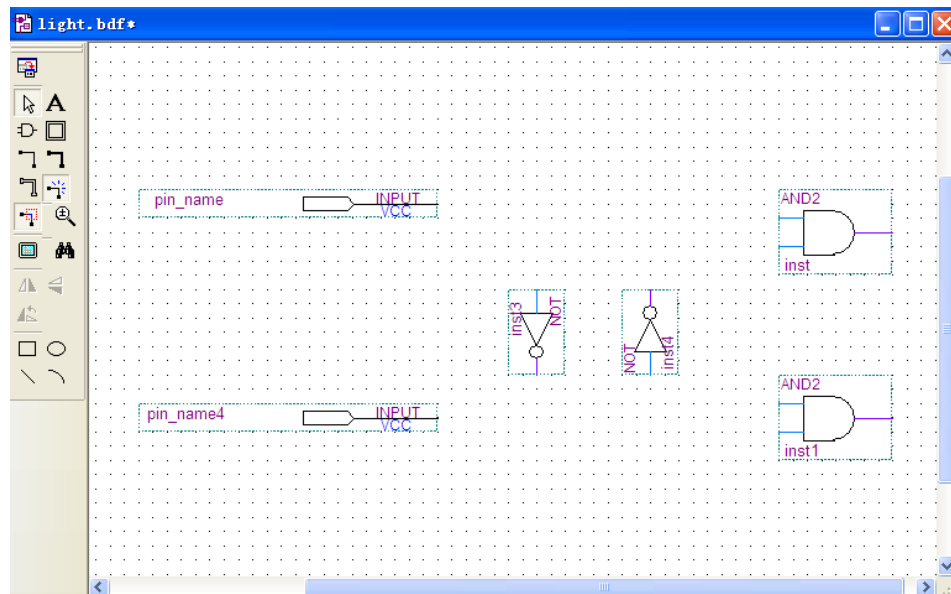 light.bdf*
A
pin_name
INPUT
VCC
AND2
inst
inst3
NOT
NOT
inst4
pin_name4
INPUT
VCC
AND2
inst1